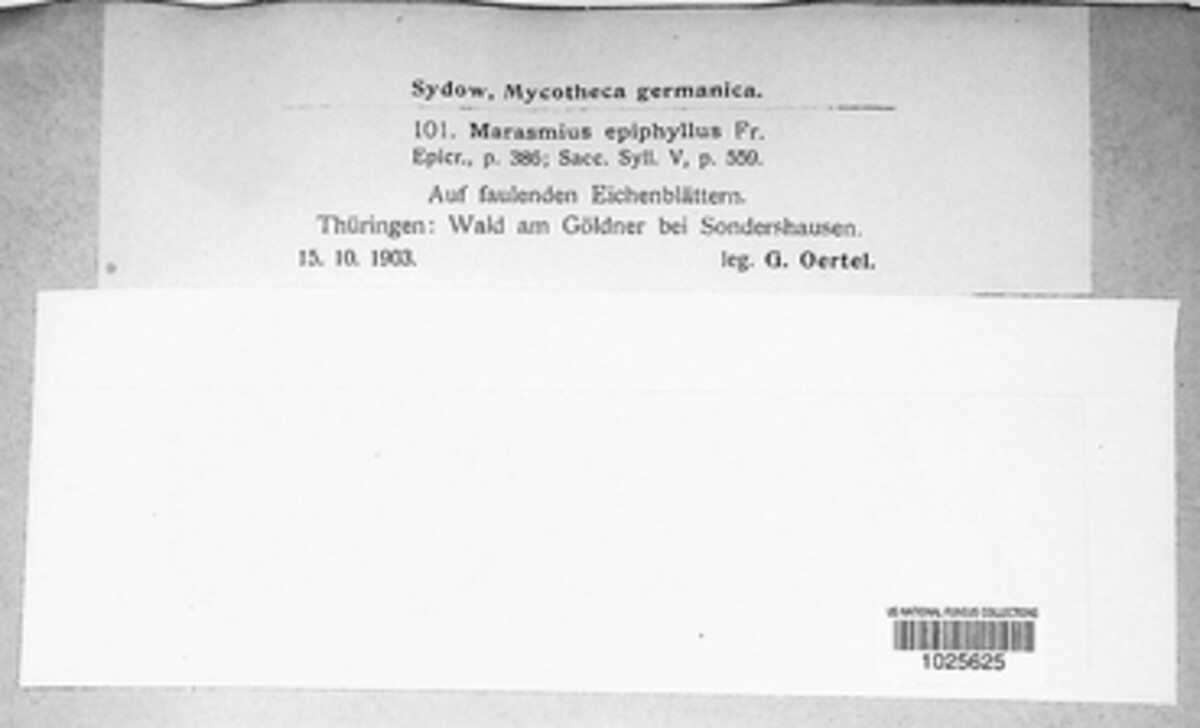 Sydow, Mycotheca germanica.
101. Marasmius epiphyllus Fr.
Epicr., p. 386; Sacc. Syll. V, p. 559.
Auf faulenden Eichenblättern.
Thüringen: Wald am Göldner bei Sondershausen.
15. 10. 1903. leg. G. Oertel.
US NATIONAL FUNGUS COLLECTIONS
1025625